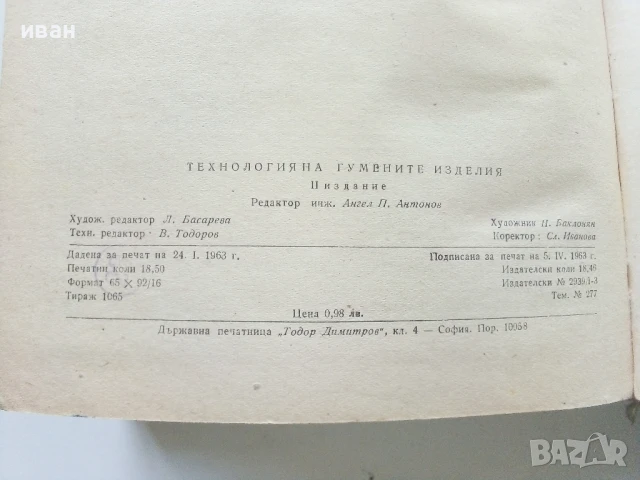 иван
ТЕХНОЛОГИЯ НА ГУМЕНИТЕ ИЗДЕЛИЯ
II издание
Редактор инж. Ангел П. Антонов
Худож. редактор Л. Басарева
Техн. редактор: В. Тодоров
Художник Ц. Баклоян
Коректор: Сл. Иванова
Дадена за печат на 24. I. 1963 г.
Печатни коли 18,50
Формат 65 × 92/16
Тираж 1065
Подписана за печат на 5. IV. 1963 г.
Издателски коли 18,46
Издателски № 2939.1-3
Тем. № 277
Цена 0,98 лв.
Държавна печатница „Тодор Димитров“, кл. 4 — София. Пор. 10058
BAZAR